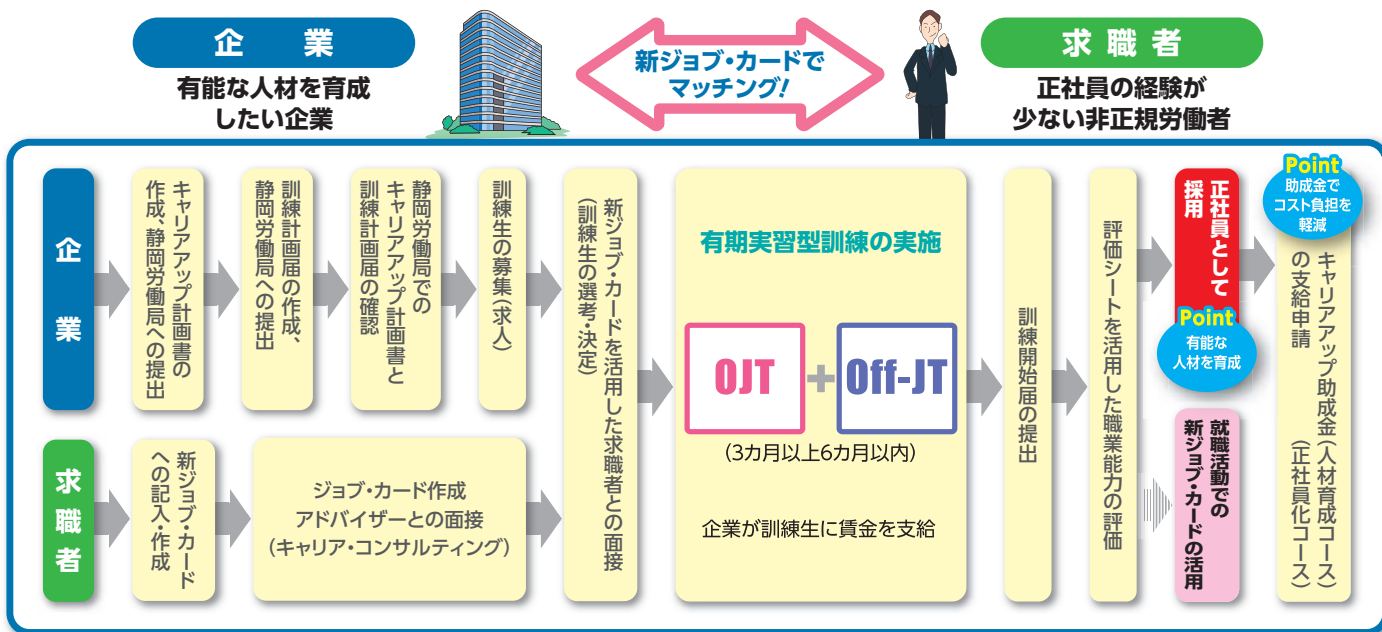 企業
有能な人材を育成
したい企業
新ジョブ・カードで
マッチング!
求職者
正社員の経験が
少ない非正規労働者
企業
キャリアアップ計画書の
作成、静岡労働局への提出
訓練計画届の作成、
静岡労働局への提出
静岡労働局での
キャリアアップ計画書と
訓練計画届の確認
訓練生の募集(求人)
求職者
新ジョブ・カード
への記入・作成
ジョブ・カード作成
アドバイザーとの面接
(キャリア・コンサルティング)
新ジョブ・カードを活用した求職者との面接
(訓練生の選考・決定)
有期実習型訓練の実施
OJT
+
Off-JT
(3カ月以上6カ月以内)
企業が訓練生に賃金を支給
訓練開始届の提出
評価シートを活用した職業能力の評価
正社員として
採用
Point
有能な
人材を育成
就職活動での
新ジョブ・カードの活用
Point
助成金で
コスト負担を
軽減
キャリアアップ助成金(人材育成コース)
(正社員化コース)
の支給申請